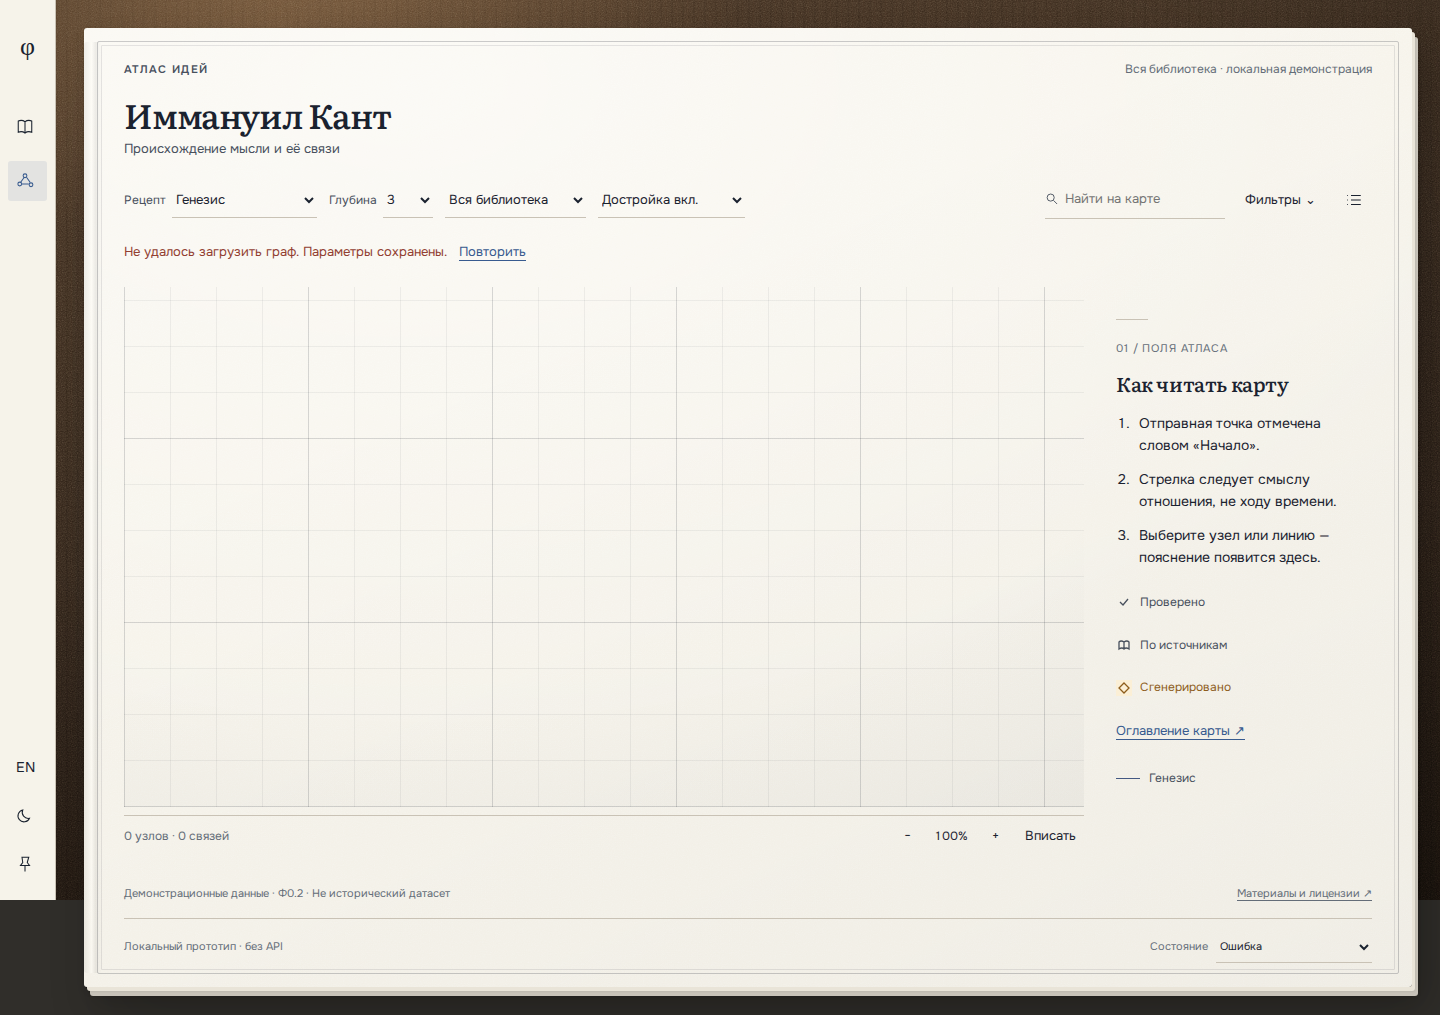 φ
АТЛАС ИДЕЙ
Вся библиотека · локальная демонстрация
Иммануил Кант
Происхождение мысли и её связи
Рецепт Генезис Глубина 3 Вся библиотека Достройка вкл. Найти на карте Фильтры
Не удалось загрузить граф. Параметры сохранены. Повторить
01 / ПОЛЯ АТЛАСА
Как читать карту
1. Отправная точка отмечена
словом «Начало».
2. Стрелка следует смыслу
отношения, не ходу времени.
3. Выберите узел или линию —
пояснение появится здесь.
Проверено
По источникам
Сгенерировано
Оглавление карты ↗
Генезис
EN
0 узлов · 0 связей
− 100% + Вписать
Демонстрационные данные · Ф0.2 · Не исторический датасет
Материалы и лицензии ↗
Локальный прототип · без API
Состояние Ошибка